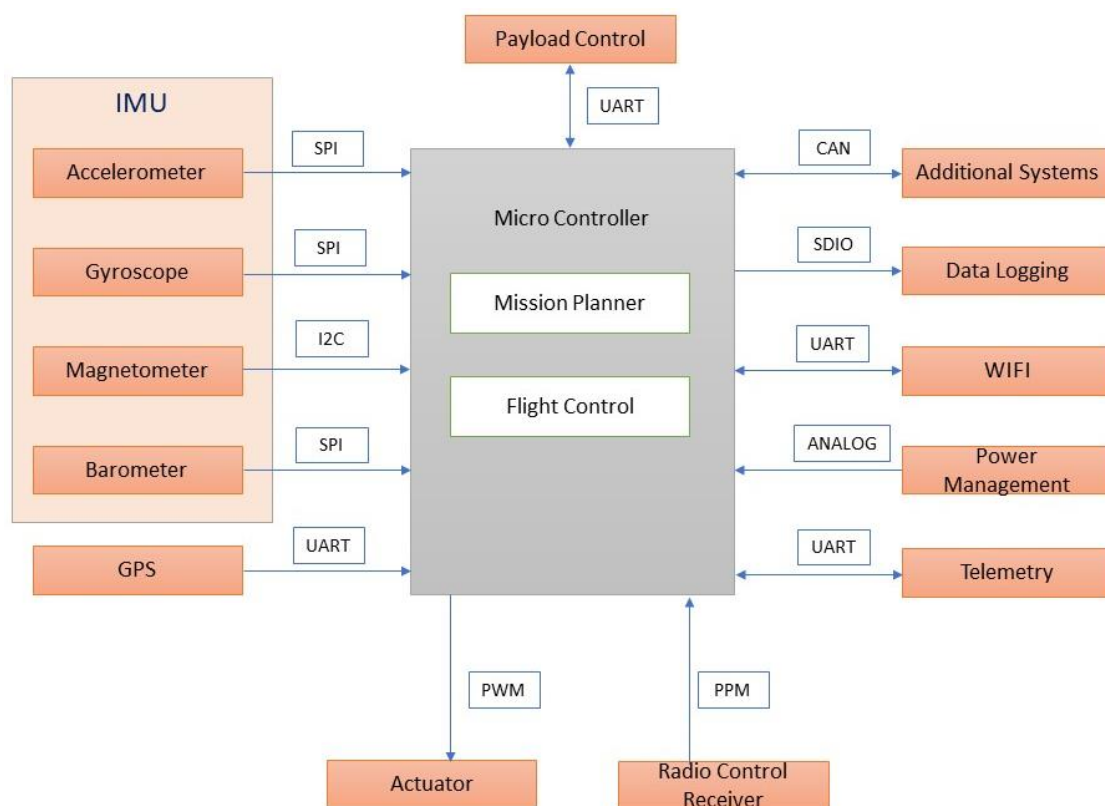 Payload Control
UART
IMU
Accelerometer
SPI
Gyroscope
SPI
Magnetometer
I2C
Barometer
SPI
GPS
UART
Micro Controller
Mission Planner
Flight Control
CAN
Additional Systems
SDIO
Data Logging
UART
WIFI
ANALOG
Power
Management
UART
Telemetry
PWM
Actuator
PPM
Radio Control
Receiver